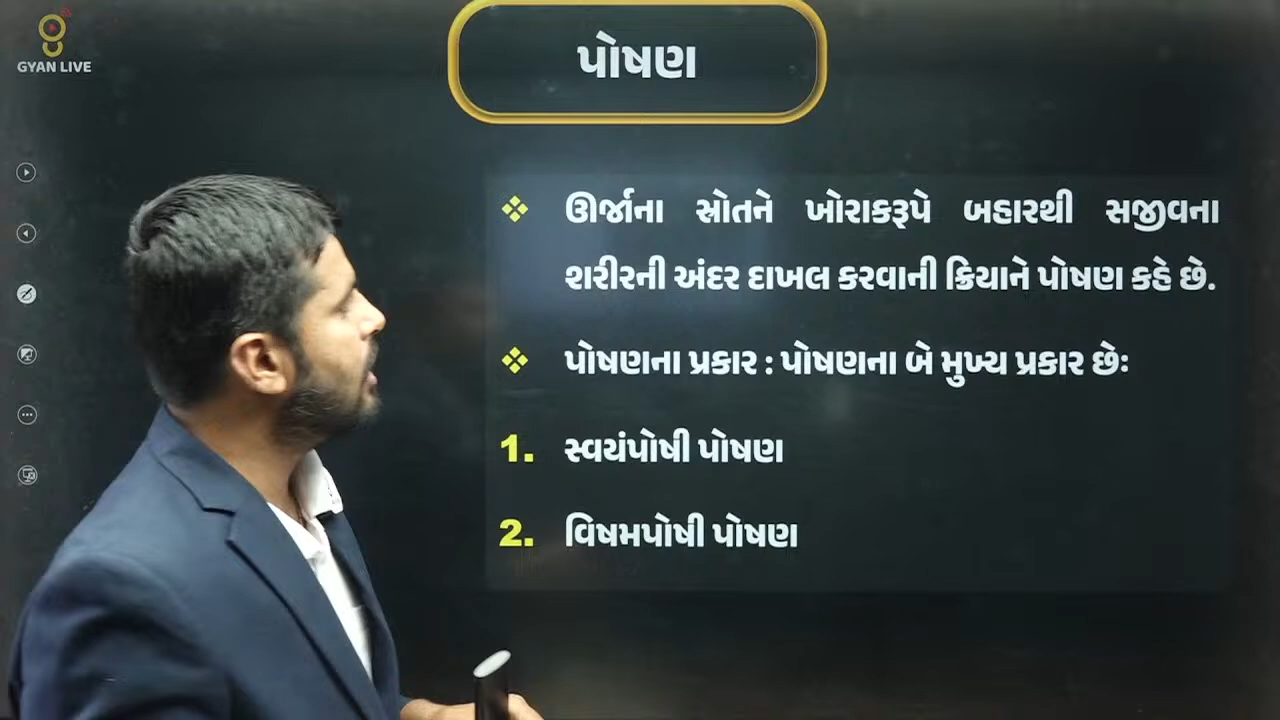 GYAN LIVE
પોષણ
ઊર્જાના સ્રોતને ખોરાકરૂપે બહારથી સજીવના
શરીરની અંદર દાખલ કરવાની ક્રિયાને પોષણ કહે છે.
પોષણના પ્રકાર : પોષણના બે મુખ્ય પ્રકાર છેઃ
1. સ્વયંપોષી પોષણ
2. વિષમપોષી પોષણ